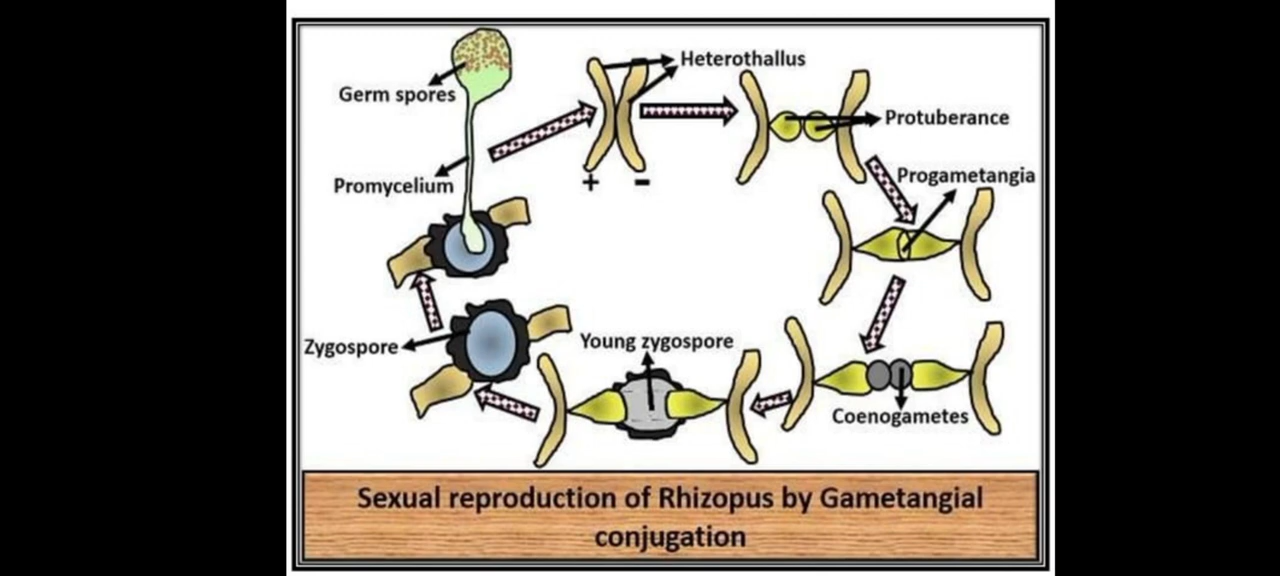 Heterothallus
Germ spores
Protuberance
Promycelium
+ -
Progametangia
Zygospore
Young zygospore
Coenogametes
Sexual reproduction of Rhizopus by Gametangial
conjugation